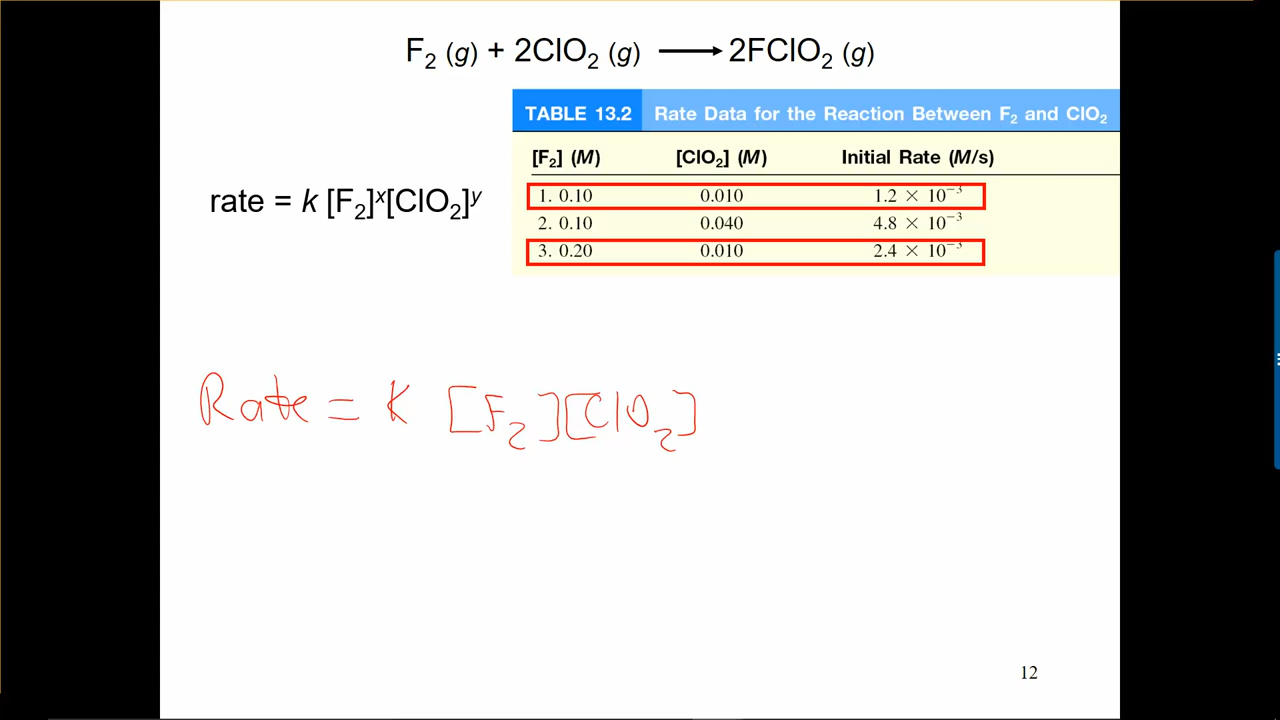 F₂ (g) + 2ClO₂ (g) ⟶ 2FClO₂ (g)
TABLE 13.2 Rate Data for the Reaction Between F₂ and ClO₂
[F₂] (M) [ClO₂] (M) Initial Rate (M/s)
1. 0.10 0.010 1.2 × 10⁻³
2. 0.10 0.040 4.8 × 10⁻³
3. 0.20 0.010 2.4 × 10⁻³
rate = k [F₂]ˣ[ClO₂]ʸ
Rate = K [F₂][ClO₂]
12